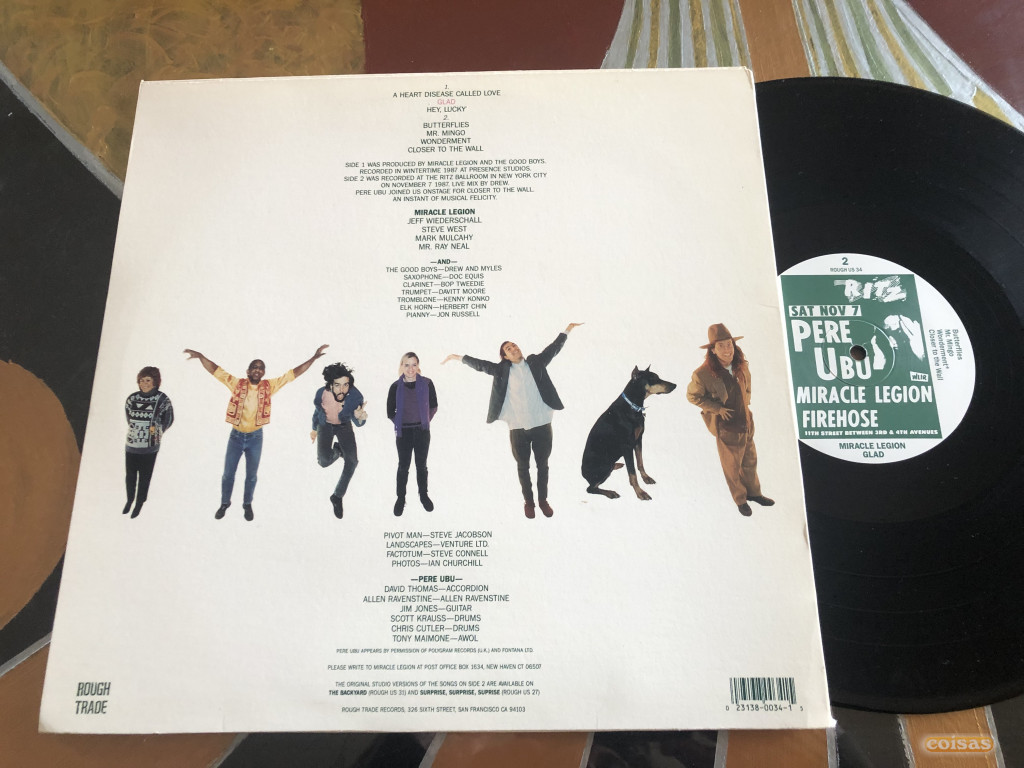 1.
A HEART DISEASE CALLED LOVE
GLAD
HEY, LUCKY
2.
BUTTERFLIES
MR. MINGO
WONDERMENT
CLOSER TO THE WALL
SIDE 1 WAS PRODUCED BY MIRACLE LEGION AND THE GOOD BOYS.
RECORDED IN WINTERTIME 1987 AT PRESENCE STUDIOS.
SIDE 2 WAS RECORDED AT THE RITZ BALLROOM IN NEW YORK CITY
ON NOVEMBER 7 1987. LIVE MIX BY DREW.
PERE UBU JOINED US ONSTAGE FOR CLOSER TO THE WALL.
AN INSTANT OF MUSICAL FELICITY.
MIRACLE LEGION
JEFF WIEDERSCHALL
STEVE WEST
MARK MULCAHY
MR. RAY NEAL
—AND—
THE GOOD BOYS—DREW AND MYLES
SAXOPHONE—DOC EQUIS
CLARINET—BOP TWEEDIE
TRUMPET—DAVITT MOORE
TROMBLONE—KENNY KONKO
ELK HORN—HERBERT CHIN
PIANNY—JON RUSSELL
PIVOT MAN—STEVE JACOBSON
LANDSCAPES—VENTURE LTD.
FACTOTUM—STEVE CONNELL
PHOTOS—IAN CHURCHILL
—PERE UBU—
DAVID THOMAS—ACCORDION
ALLEN RAVENSTINE—ALLEN RAVENSTINE
JIM JONES—GUITAR
SCOTT KRAUSS—DRUMS
CHRIS CUTLER—DRUMS
TONY MAIMONE—AWOL
PERE UBU APPEARS BY PERMISSION OF POLYGRAM RECORDS (U.K.) AND FONTANA LTD.
PLEASE WRITE TO MIRACLE LEGION AT POST OFFICE BOX 1634, NEW HAVEN CT 06507
THE ORIGINAL STUDIO VERSIONS OF THE SONGS ON SIDE 2 ARE AVAILABLE ON
THE BACKYARD (ROUGH US 31) AND SURPRISE, SURPRISE, SUPRISE (ROUGH US 27)
ROUGH TRADE RECORDS, 326 SIXTH STREET, SAN FRANCISCO CA 94103
ROUGH
TRADE
0 23138-0034-1 5
2
ROUGH US 34
RITZ
SAT NOV 7
PERE
UBU
WLIR
MIRACLE LEGION
FIREHOSE
11TH STREET BETWEEN 3RD & 4TH AVENUES
Butterflies
Mr. Mingo
Wonderment*
Closer to the Wall
MIRACLE LEGION
GLAD
coisas